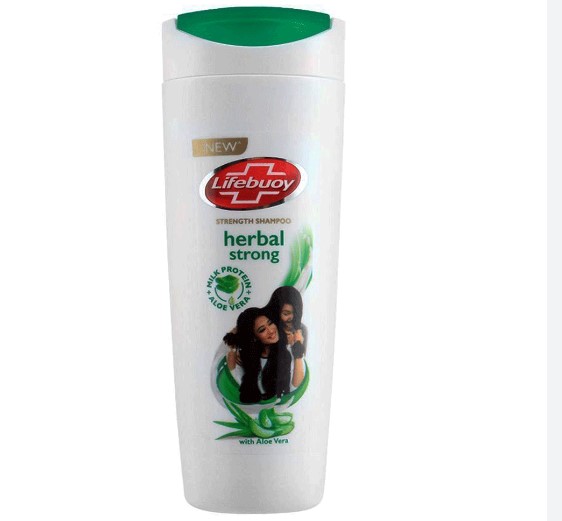 NEW
Lifebuoy
STRENGTH SHAMPOO
herbal
strong
MILK PROTEIN
+ ALOE VERA +
with Aloe Vera